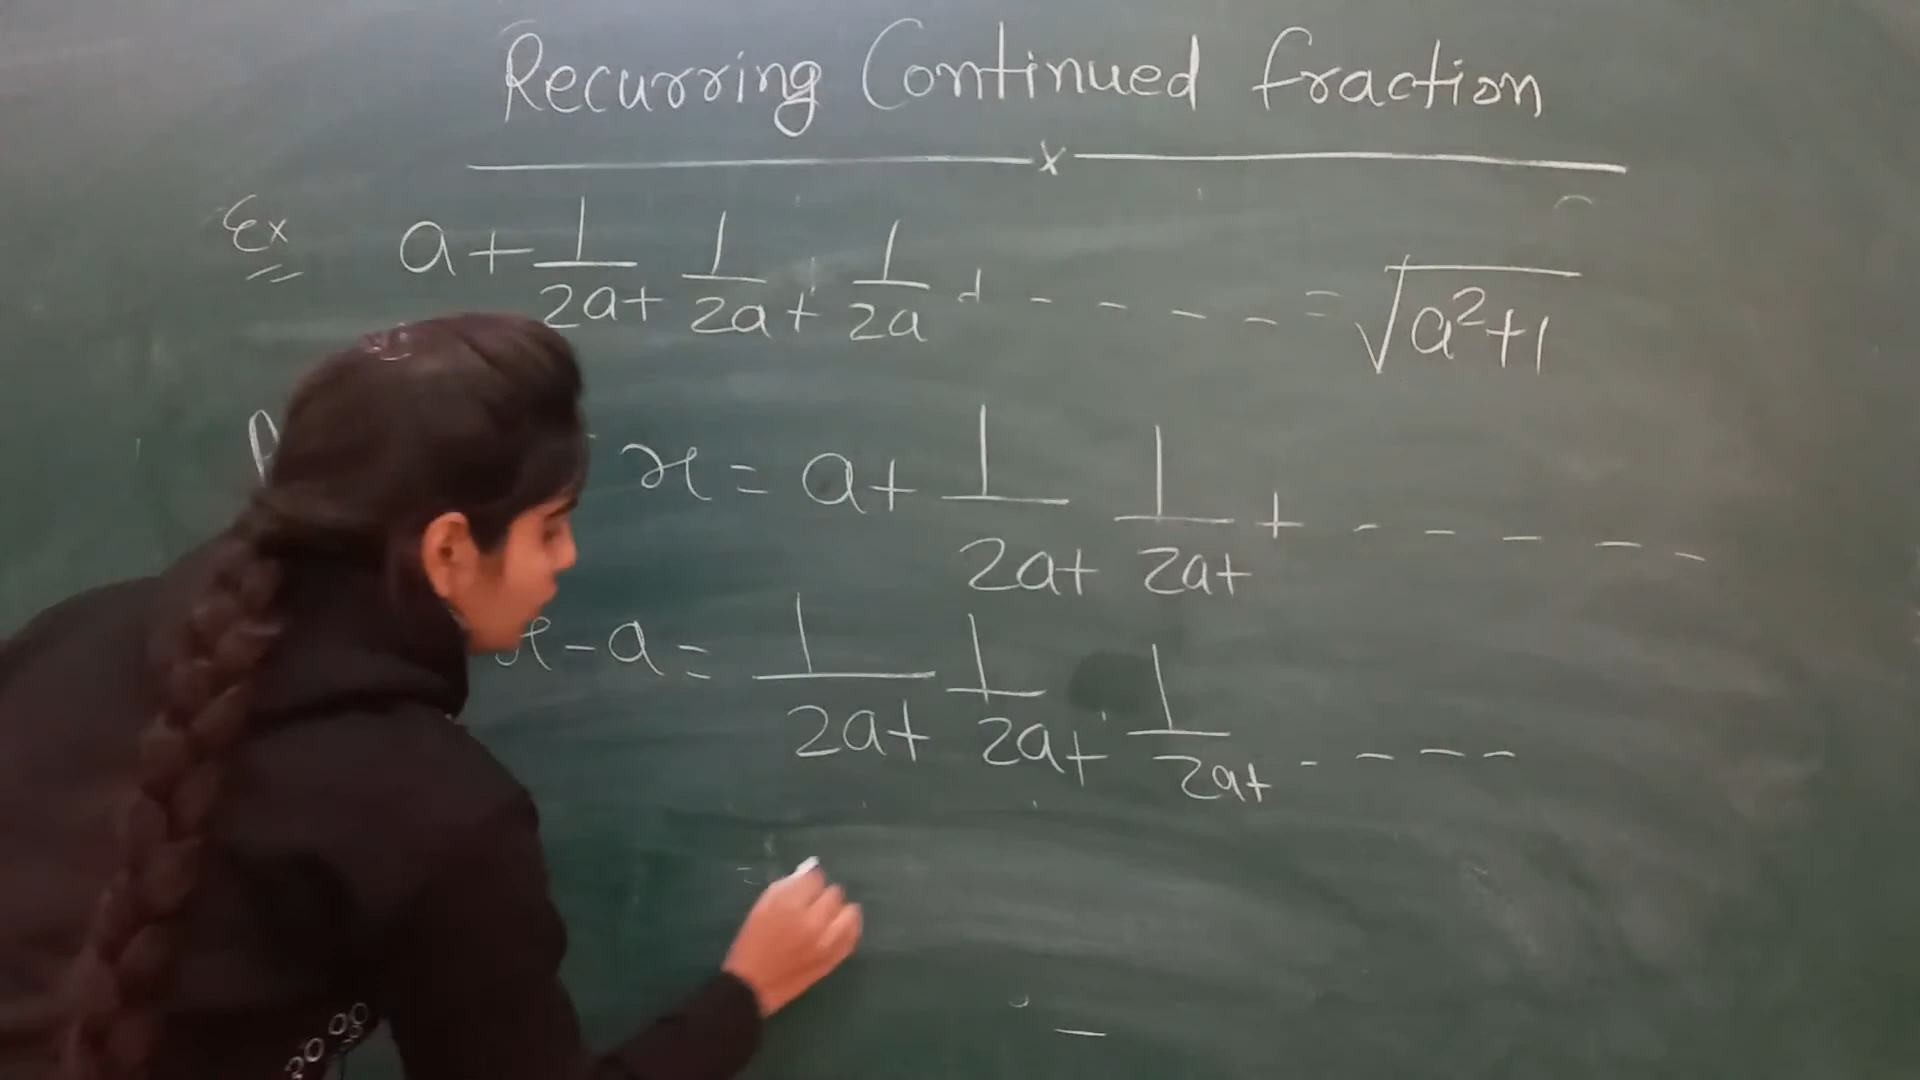 Recurring Continued fraction
x
Ex a + 1/2a+ 1/2a+ 1/2a + - - - - = √a²+1
x = a + 1/2a+ 1/2a+ + - - - - -
x - a = 1/2a+ 1/2a+ 1/2a+ - - - -
=